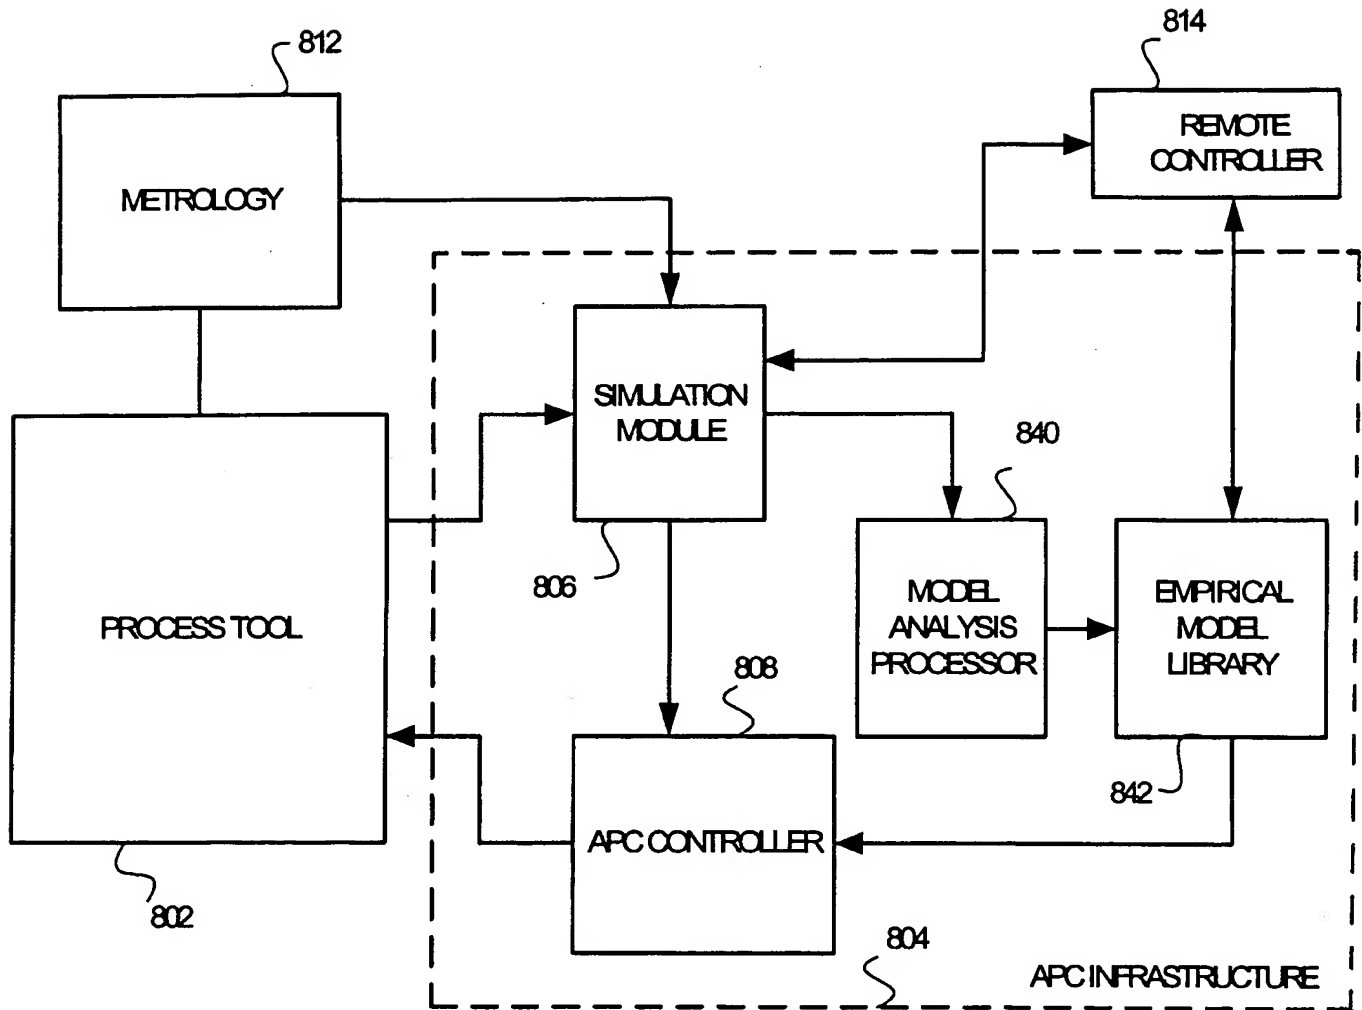 812
814
METROLOGY
REMOTE
CONTROLLER
SIMULATION
MODULE
840
806
PROCESS TOOL
MODEL
ANALYSIS
PROCESSOR
EMPIRICAL
MODEL
LIBRARY
808
842
APC CONTROLLER
802
804
APC INFRASTRUCTURE